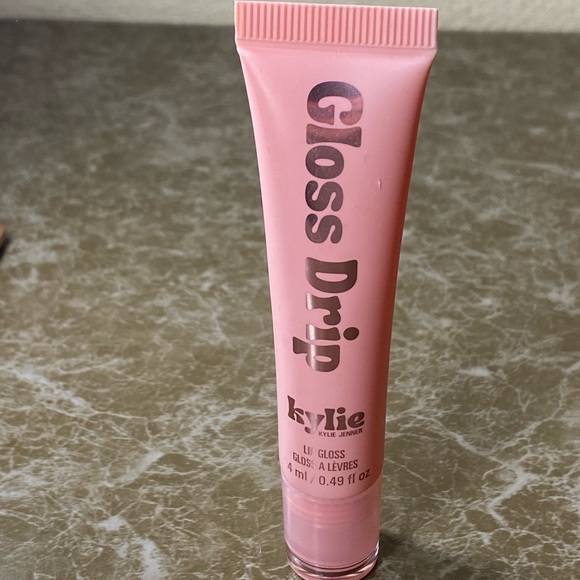 Gloss Drip
kylie
KYLIE JENNER
LIP GLOSS
GLOSS A LÈVRES
4 ml / 0.49 fl oz